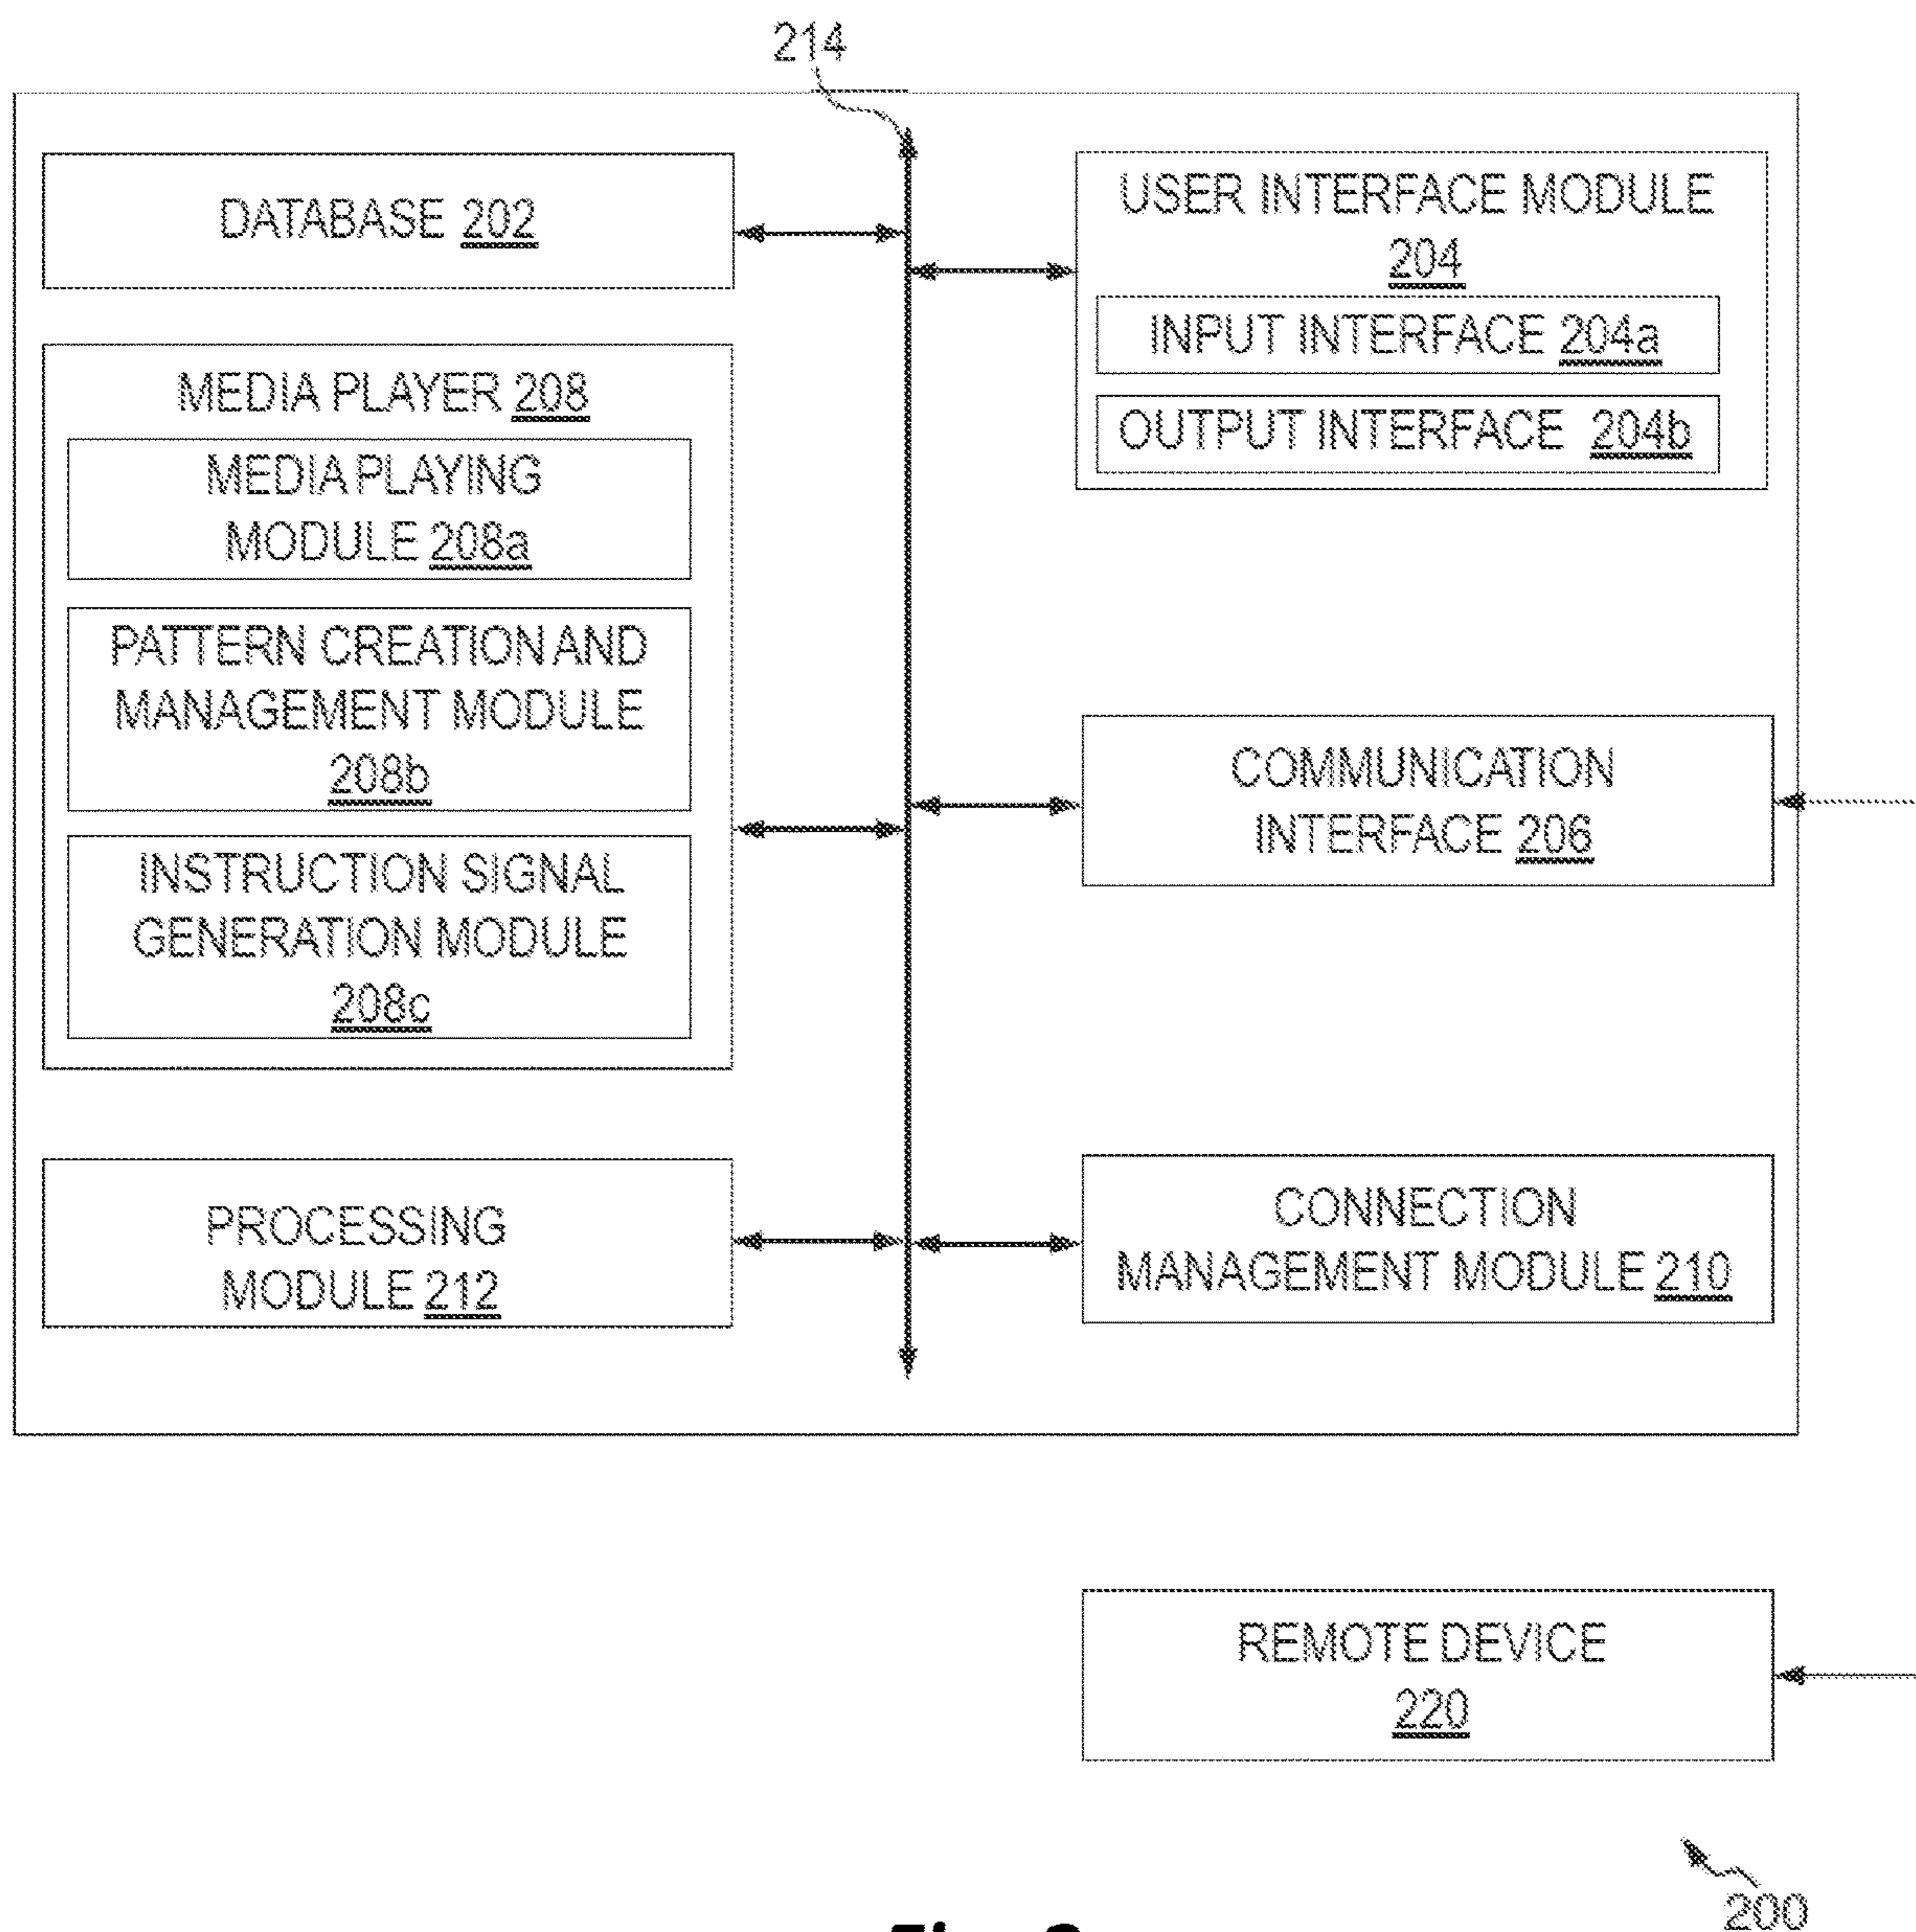 214
DATABASE 202
USER INTERFACE MODULE
204
INPUT INTERFACE 204a
OUTPUT INTERFACE 204b
MEDIA PLAYER 208
MEDIA PLAYING
MODULE 208a
PATTERN CREATION AND
MANAGEMENT MODULE
208b
INSTRUCTION SIGNAL
GENERATION MODULE
208c
COMMUNICATION
INTERFACE 206
PROCESSING
MODULE 212
CONNECTION
MANAGEMENT MODULE 210
REMOTE DEVICE
220
200